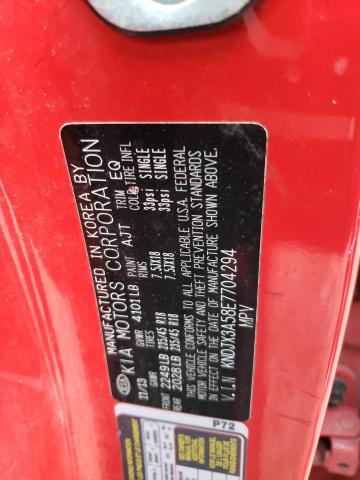 MANUFACTURED IN KOREA BY
KIA MOTORS CORPORATION
11/13 GVWR 4101LB PAINT AJT TRIM EQ
GAWR TIRES RIMS COLD TIRE INFL
FRONT 2249LB 235/45 R18 7.5JX18 33psi SINGLE
REAR 2028LB 235/45 R18 7.5JX18 33psi SINGLE
THIS VEHICLE CONFORMS TO ALL APPLICABLE U.S.A. FEDERAL
MOTOR VEHICLE SAFETY AND THEFT PREVENTION STANDARDS
IN EFFECT ON THE DATE OF MANUFACTURE SHOWN ABOVE.
V.I.N KNDJX3A58E7704294
MPV
P72